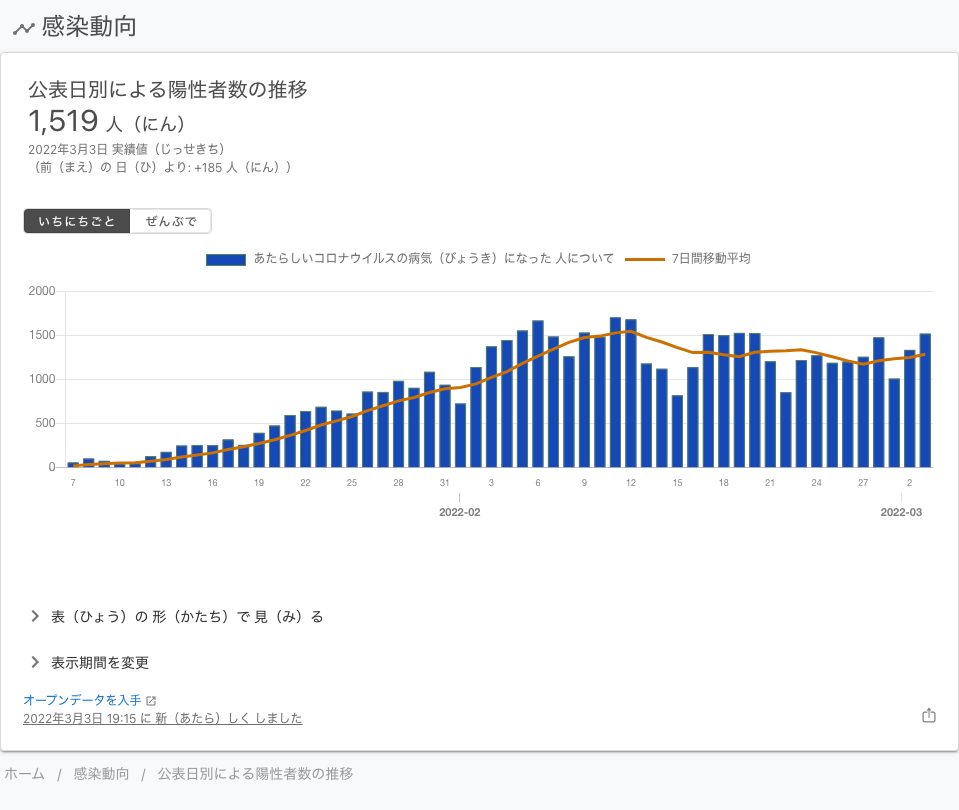 感染動向
公表日別による陽性者数の推移
1,519 人（にん）
2022年3月3日 実績値（じっせきち）
（前（まえ）の 日（ひ）より: +185 人（にん））
いちにちごと ぜんぶで
あたらしいコロナウイルスの病気（びょうき）になった 人について 7日間移動平均
2000
1500
1000
500
0
7 10 13 16 19 22 25 28 31 3 6 9 12 15 18 21 24 27 2
2022-02 2022-03
表（ひょう）の 形（かたち）で 見（み）る
表示期間を変更
オープンデータを入手
2022年3月3日 19:15 に 新（あたら）しく しました
ホーム / 感染動向 / 公表日別による陽性者数の推移